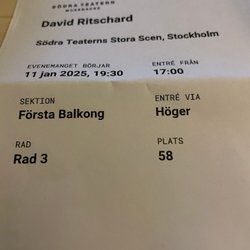 SÖDRA TEATERN
MOSEBACKE
David Ritschard
Södra Teaterns Stora Scen, Stockholm
EVENEMANGET BÖRJAR
11 jan 2025, 19:30
ENTRÉ FRÅN
17:00
SEKTION
Första Balkong
ENTRÉ VIA
Höger
RAD
Rad 3
PLATS
58